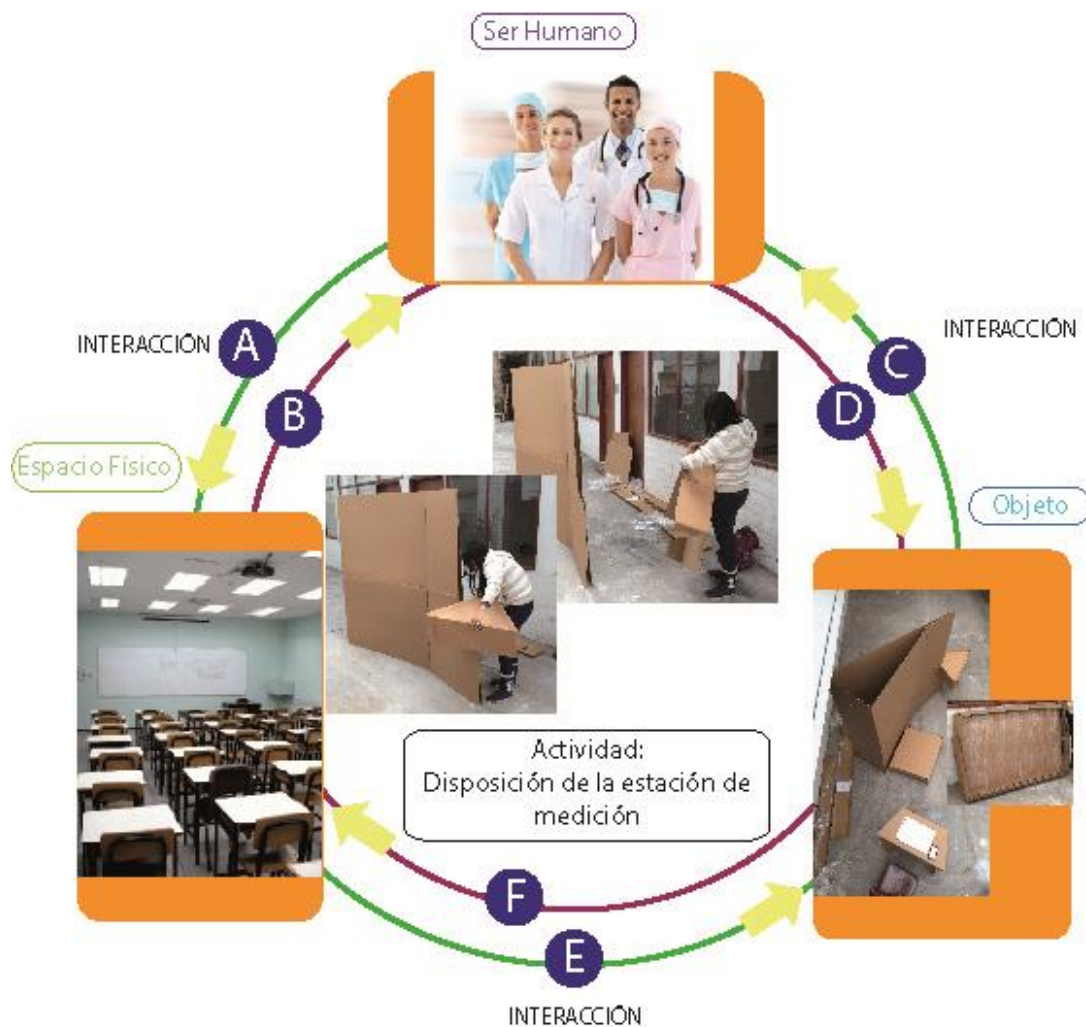 Ser Humano
INTERACCIÓN
A
B
C
INTERACCIÓN
D
Espacio Físico
Objeto
Actividad:
Disposición de la estación de
medición
F
E
INTERACCIÓN